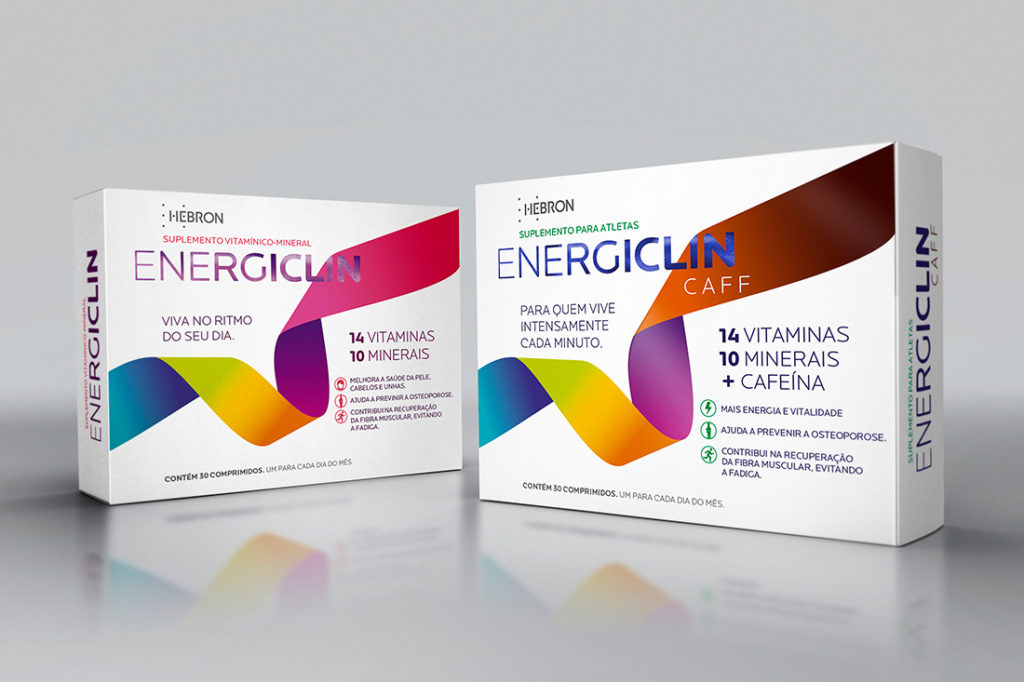 HEBRON
SUPLEMENTO VITAMÍNICO-MINERAL
ENERGICLIN
VIVA NO RITMO
DO SEU DIA.
14 VITAMINAS
10 MINERAIS
MELHORA A SAÚDE DA PELE,
CABELOS E UNHAS.
AJUDA A PREVENIR A OSTEOPOROSE.
CONTRIBUI NA RECUPERAÇÃO
DA FIBRA MUSCULAR, EVITANDO
A FADIGA.
CONTÉM 30 COMPRIMIDOS. UM PARA CADA DIA DO MÊS.
SUPLEMENTO VITAMÍNICO-MINERAL
ENERGICLIN
HEBRON
SUPLEMENTO PARA ATLETAS
ENERGICLIN
CAFF
PARA QUEM VIVE
INTENSAMENTE
CADA MINUTO.
14 VITAMINAS
10 MINERAIS
+ CAFEÍNA
MAIS ENERGIA E VITALIDADE
AJUDA A PREVENIR A OSTEOPOROSE.
CONTRIBUI NA RECUPERAÇÃO
DA FIBRA MUSCULAR, EVITANDO
A FADIGA.
CONTÉM 30 COMPRIMIDOS. UM PARA CADA DIA DO MÊS.
SUPLEMENTO PARA ATLETAS
ENERGICLIN
CAFF